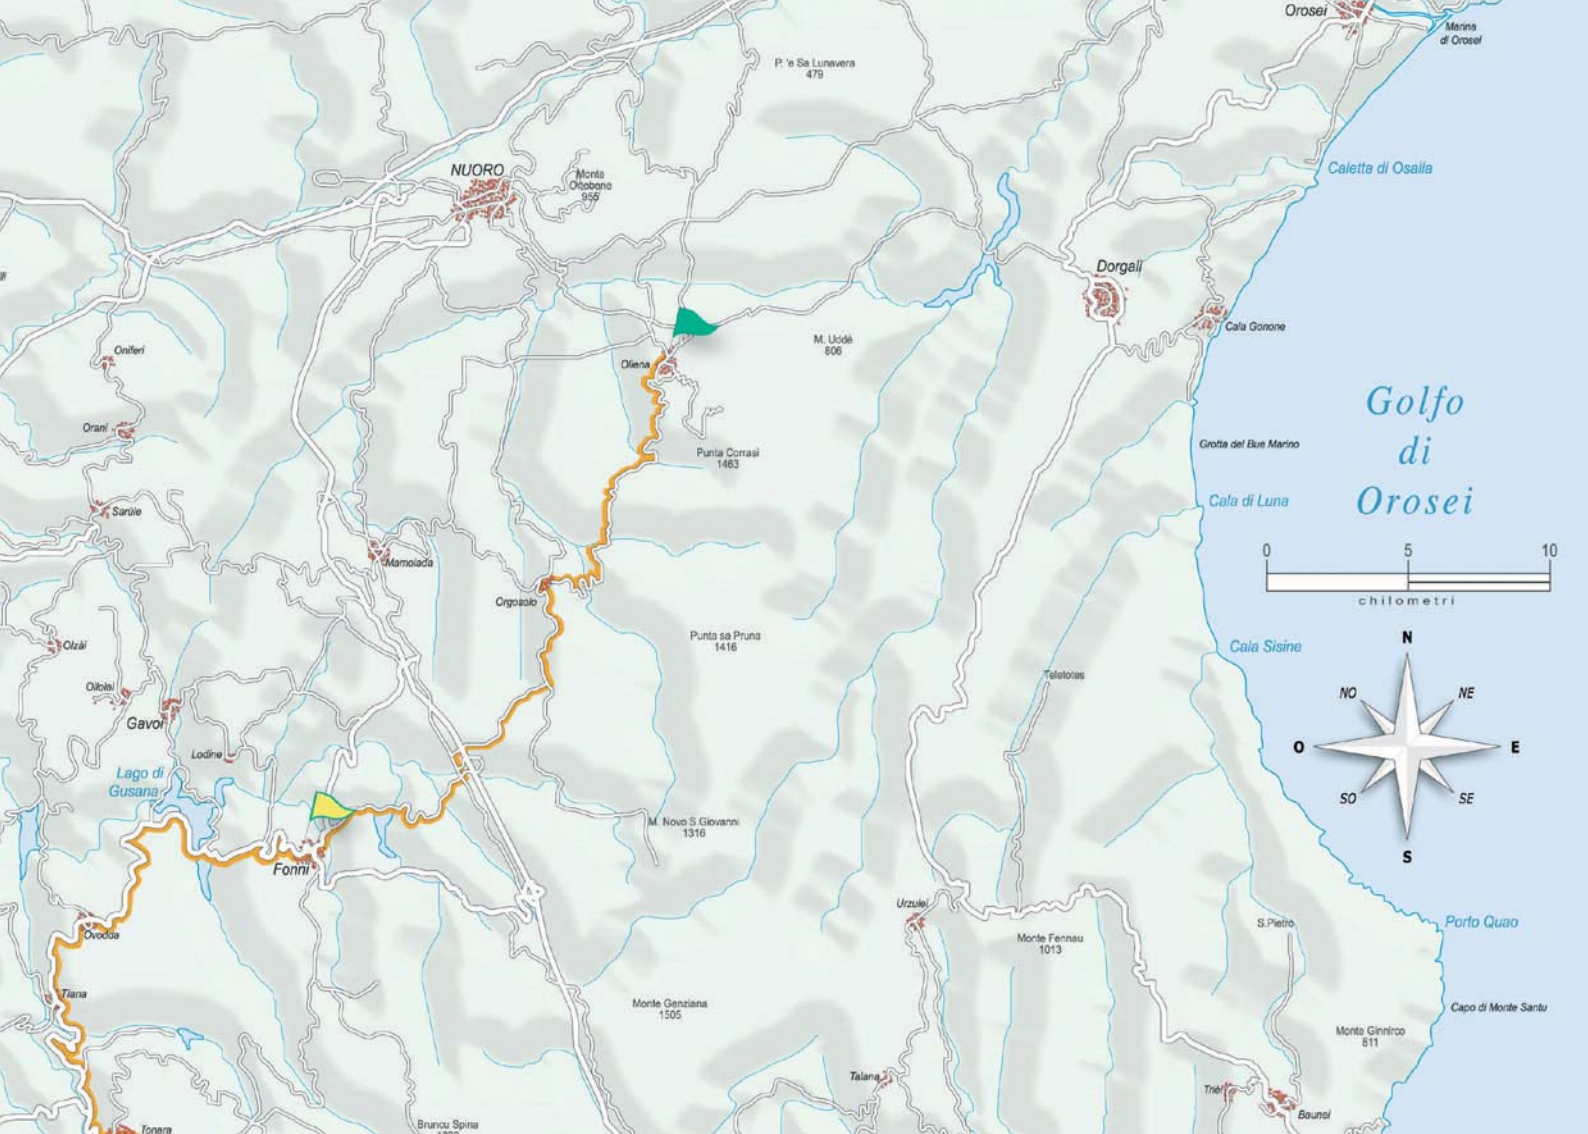 Orosei
Marina
di Orosei
P. 'e Sa Lunavera
479
NUORO
Monte
Ortobene
955
Caletta di Osalla
Dorgali
Cala Gonone
Oniferi
Oliena
M. Uddè
806
Golfo
di
Orosei
Orani
Grotta del Bue Marino
Punta Corrasi
1463
Cala di Luna
Sarùle
0 5 10
chilometri
Mamoiada
Orgosolo
Punta sa Pruna
1416
Cala Sisine
N
Olzài
Teletotes
Ollolai
NO NE
Gavoi
Lodine
O E
Lago di
Gusana
SO SE
M. Novo S.Giovanni
1316
S
Fonni
Urzulei
Ovodda
S.Pietro
Porto Quao
Monte Fennau
1013
Tiana
Monte Genziana
1505
Capo di Monte Santu
Monte Ginnirco
811
Talana
Triei
Baunei
Bruncu Spina
Tonara